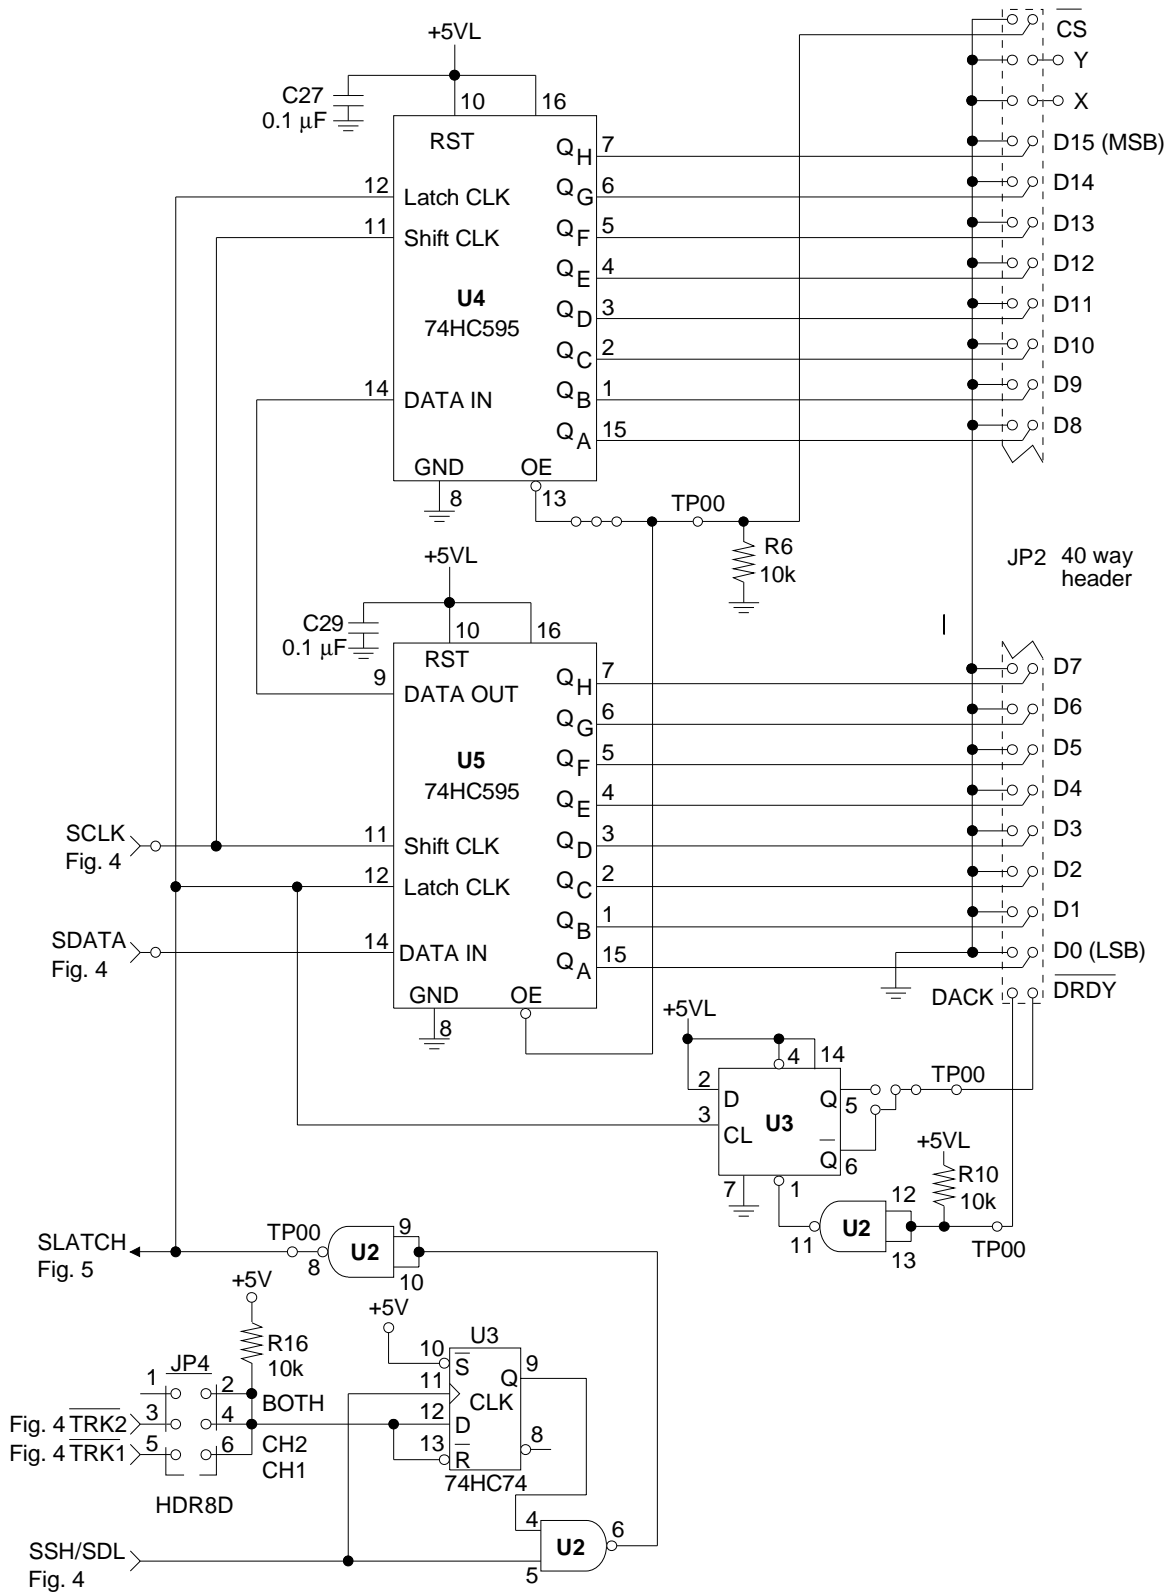 +5VL
C27
0.1 μF
10
16
RST
12
Latch CLK
11
Shift CLK
U4
74HC595
14
DATA IN
GND
8
OE
13
QH 7
QG 6
QF 5
QE 4
QD 3
QC 2
QB 1
QA 15
CS
Y
X
D15 (MSB)
D14
D13
D12
D11
D10
D9
D8
TP00
R6
10k
JP2 40 way
header
+5VL
C29
0.1 μF
10
16
RST
9
DATA OUT
U5
74HC595
SCLK
Fig. 4
11
Shift CLK
12
Latch CLK
SDATA
Fig. 4
14
DATA IN
GND
8
OE
QH 7
QG 6
QF 5
QE 4
QD 3
QC 2
QB 1
QA 15
D7
D6
D5
D4
D3
D2
D1
D0 (LSB)
DACK
DRDY
+5VL
4
14
2
D
3
CL
U3
Q
5
Q
6
7
1
TP00
+5VL
R10
10k
12
U2
11
13
TP00
SLATCH
Fig. 5
TP00
8
U2
9
10
+5V
R16
10k
JP4
1
2
BOTH
Fig. 4 TRK2
3
4
CH2
Fig. 4 TRK1
5
6
CH1
HDR8D
+5V
U3
10
S
11
CLK
12
D
13
R
Q
9
8
74HC74
4
U2
6
5
SSH/SDL
Fig. 4